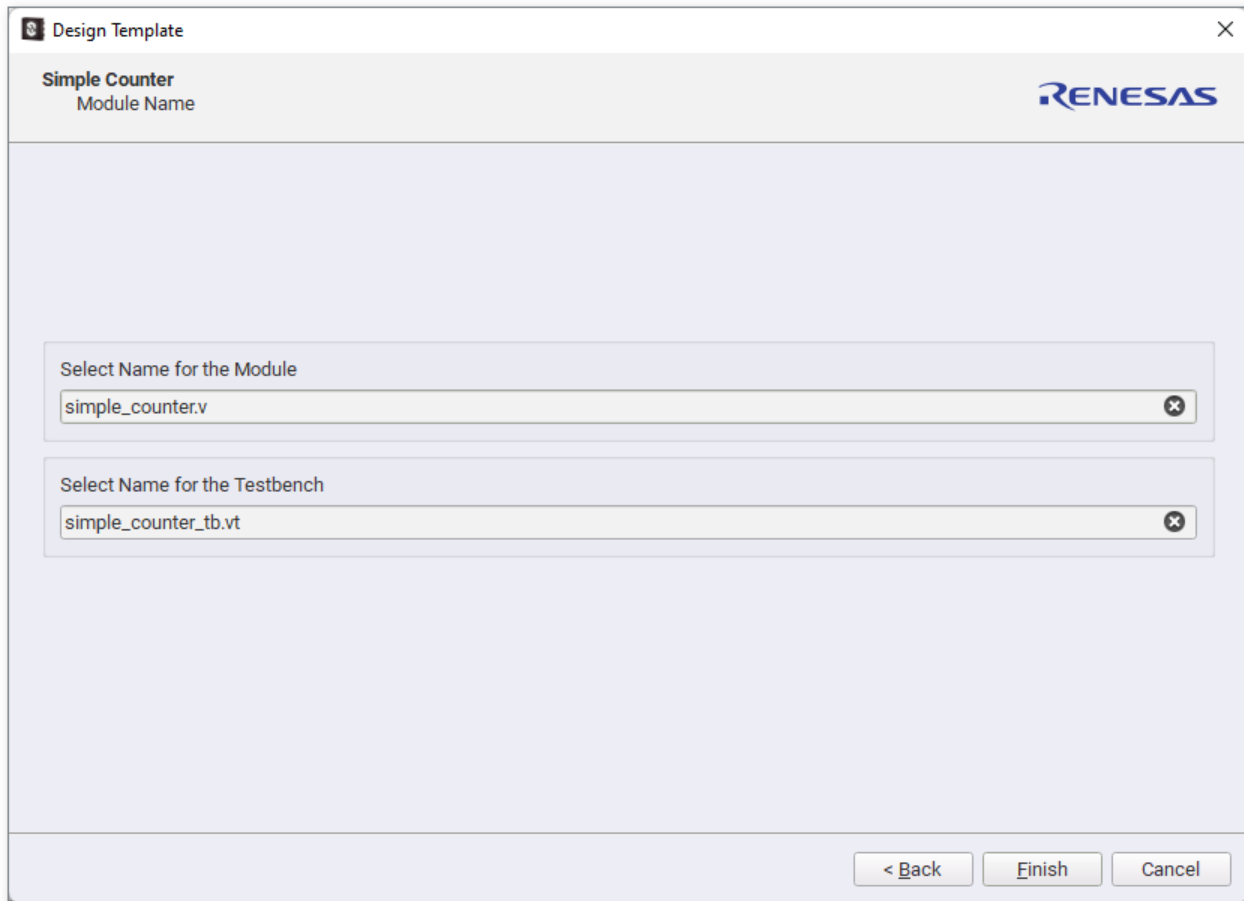 Design Template
Simple Counter
Module Name
RENESAS
Select Name for the Module
simple_counter.v
Select Name for the Testbench
simple_counter_tb.vt
< Back
Finish
Cancel